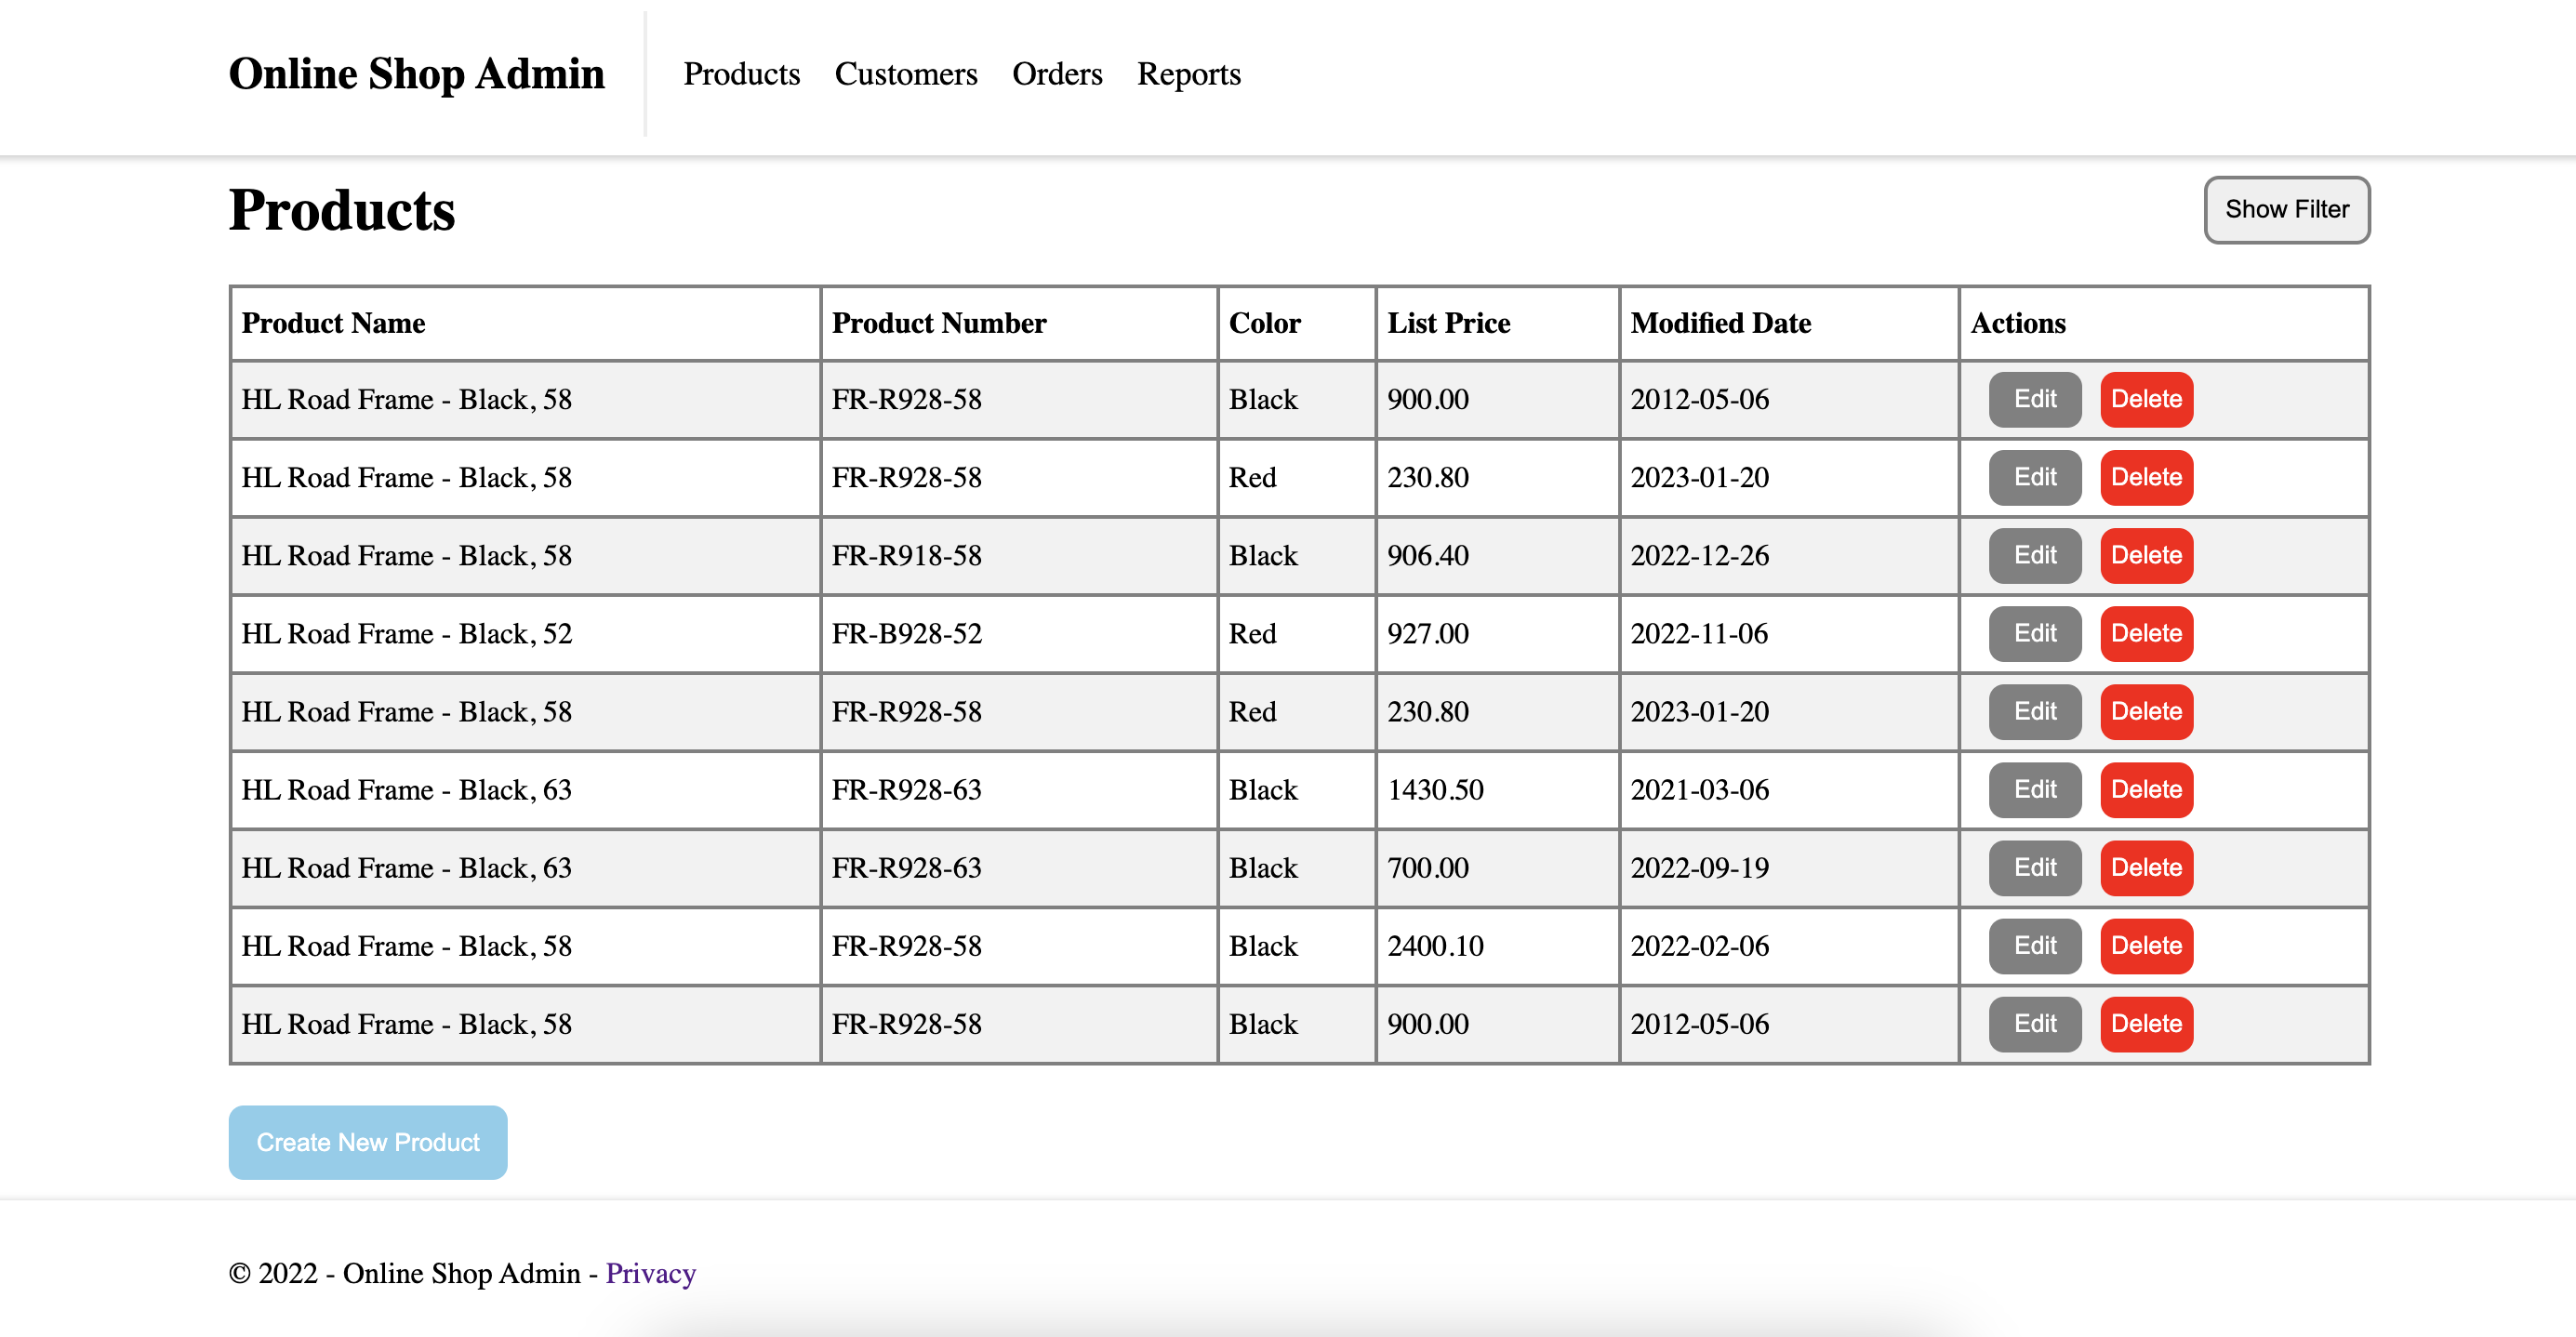 Online Shop Admin Products Customers Orders Reports
Products Show Filter
Product Name Product Number Color List Price Modified Date Actions
HL Road Frame - Black, 58 FR-R928-58 Black 900.00 2012-05-06 Edit Delete
HL Road Frame - Black, 58 FR-R928-58 Red 230.80 2023-01-20 Edit Delete
HL Road Frame - Black, 58 FR-R918-58 Black 906.40 2022-12-26 Edit Delete
HL Road Frame - Black, 52 FR-B928-52 Red 927.00 2022-11-06 Edit Delete
HL Road Frame - Black, 58 FR-R928-58 Red 230.80 2023-01-20 Edit Delete
HL Road Frame - Black, 63 FR-R928-63 Black 1430.50 2021-03-06 Edit Delete
HL Road Frame - Black, 63 FR-R928-63 Black 700.00 2022-09-19 Edit Delete
HL Road Frame - Black, 58 FR-R928-58 Black 2400.10 2022-02-06 Edit Delete
HL Road Frame - Black, 58 FR-R928-58 Black 900.00 2012-05-06 Edit Delete
Create New Product
© 2022 - Online Shop Admin - Privacy